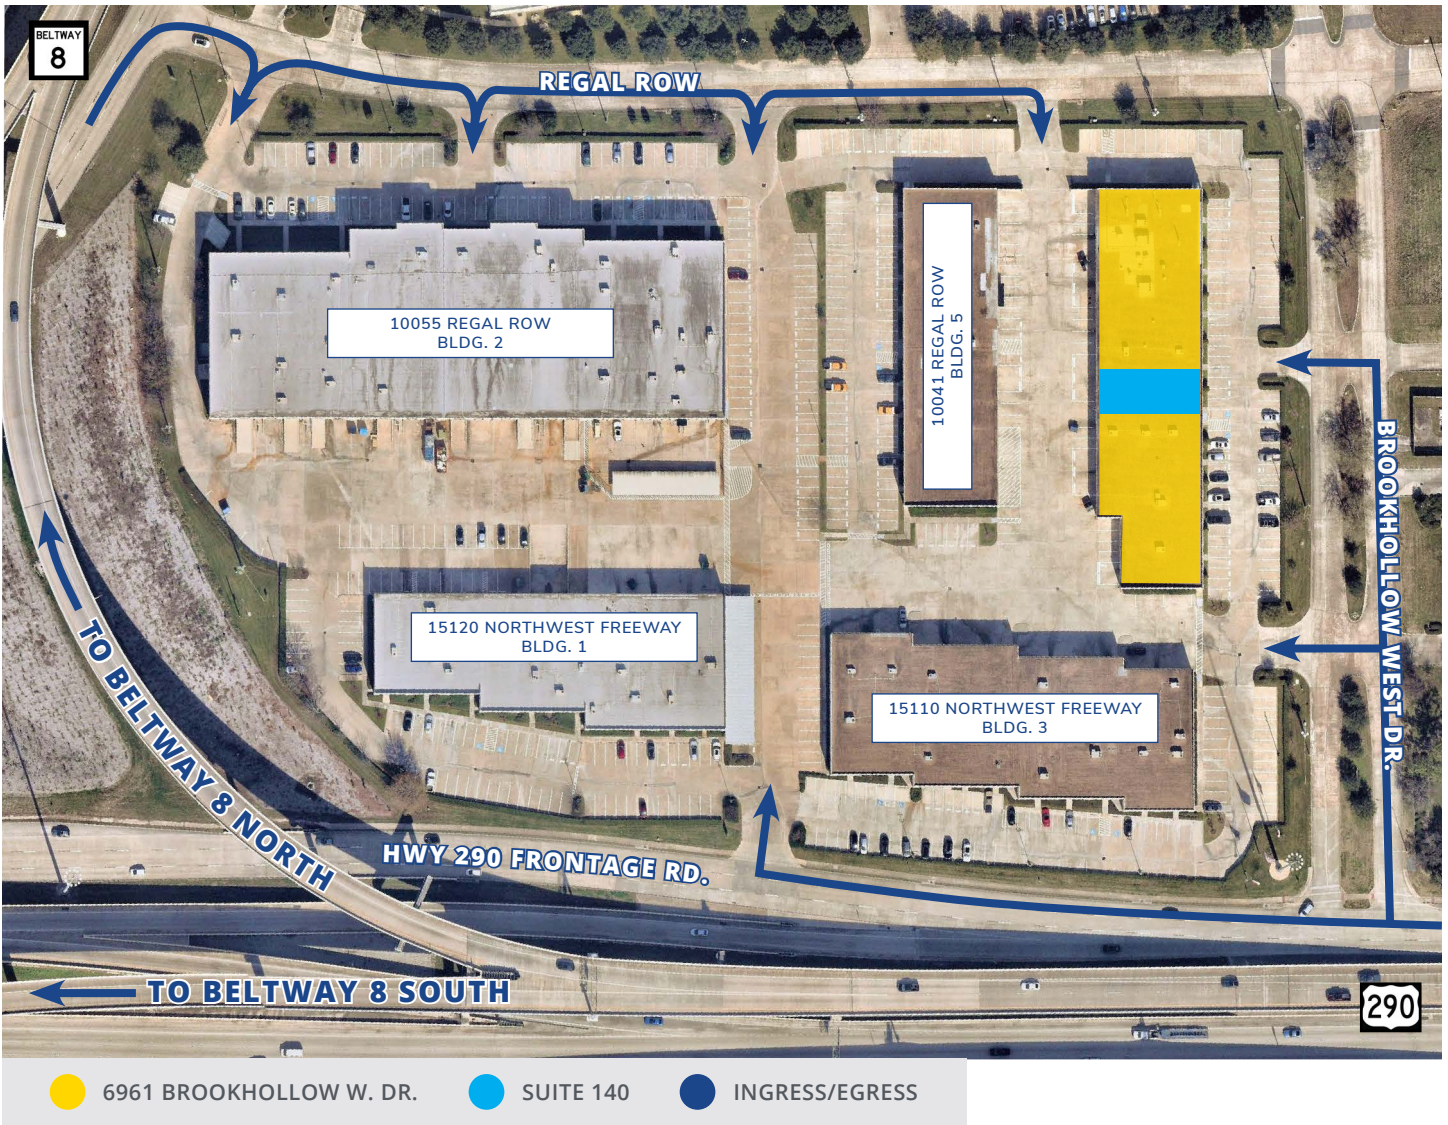 BELTWAY
8
REGAL ROW
10055 REGAL ROW
BLDG. 2
10041 REGAL ROW
BLDG. 5
BROOKHOLLOW WEST DR.
15120 NORTHWEST FREEWAY
BLDG. 1
15110 NORTHWEST FREEWAY
BLDG. 3
TO BELTWAY 8 NORTH
HWY 290 FRONTAGE RD.
TO BELTWAY 8 SOUTH
290
6961 BROOKHOLLOW W. DR.
SUITE 140
INGRESS/EGRESS